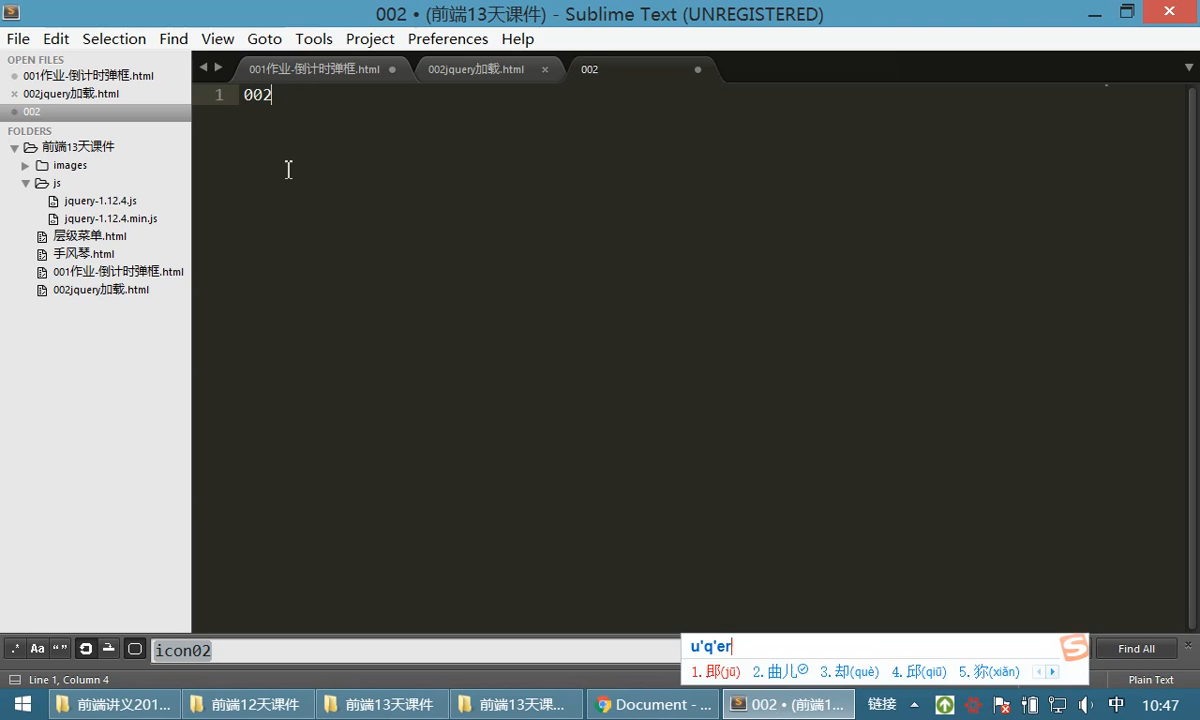 002 • (前端13天课件) - Sublime Text (UNREGISTERED)
File Edit Selection Find View Goto Tools Project Preferences Help
OPEN FILES
001作业-倒计时弹框.html
002jquery加载.html
002
FOLDERS
前端13天课件
images
js
jquery-1.12.4.js
jquery-1.12.4.min.js
层级菜单.html
手风琴.html
001作业-倒计时弹框.html
002jquery加载.html
001作业-倒计时弹框.html
002jquery加载.html
002
1 002
.* Aa “”
icon02
Find All
u'q'er
1.郹(jú) 2.曲儿 3.却(què) 4.邱(qiū) 5.狝(xiǎn)
Line 1, Column 4
Plain Text
前端讲义201...
前端12天课件
前端13天课件
前端13天课...
Document - ...
002 • (前端1...
链接
中
10:47